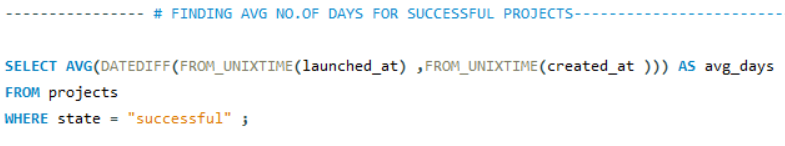 ---------------- # FINDING AVG NO.OF DAYS FOR SUCCESSFUL PROJECTS------------------------
SELECT AVG(DATEDIFF(FROM_UNIXTIME(launched_at) ,FROM_UNIXTIME(created_at ))) AS avg_days
FROM projects
WHERE state = "successful" ;